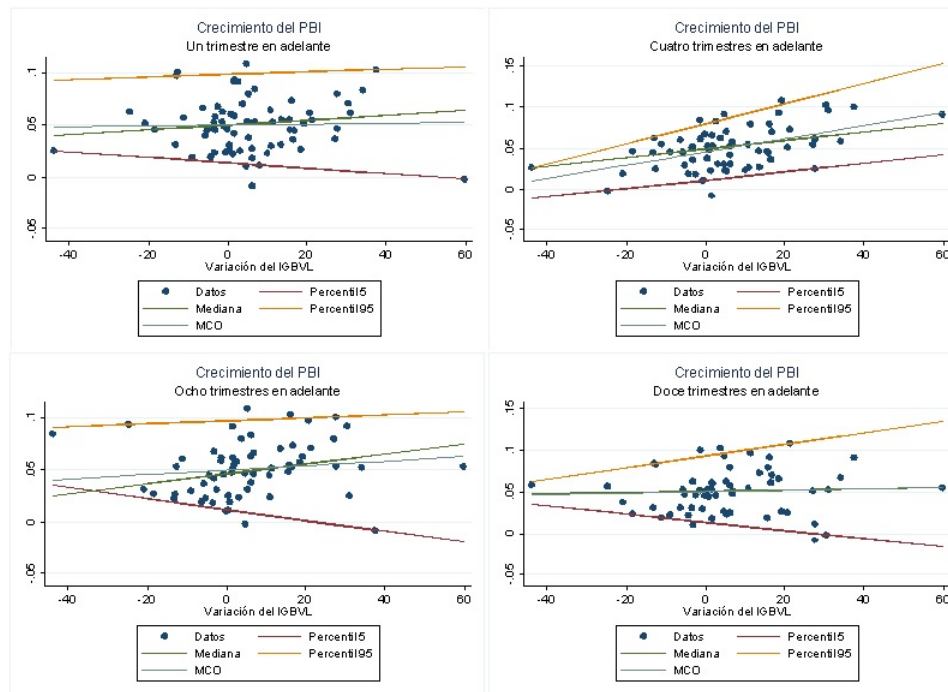 Crecimiento del PBI
Un trimestre en adelante
.1
.05
0
-.05
-40 -20 0 20 40 60
Variación del IGBVL
Datos Percentil5
Mediana Percentil95
MCO
Crecimiento del PBI
Cuatro trimestres en adelante
.15
.1
.05
0
-.05
-40 -20 0 20 40 60
Variación del IGBVL
Datos Percentil5
Mediana Percentil95
MCO
Crecimiento del PBI
Ocho trimestres en adelante
.1
.05
0
-.05
-40 -20 0 20 40 60
Variación del IGBVL
Datos Percentil5
Mediana Percentil95
MCO
Crecimiento del PBI
Doce trimestres en adelante
.15
.1
.05
0
-.05
-40 -20 0 20 40 60
Variación del IGBVL
Datos Percentil5
Mediana Percentil95
MCO